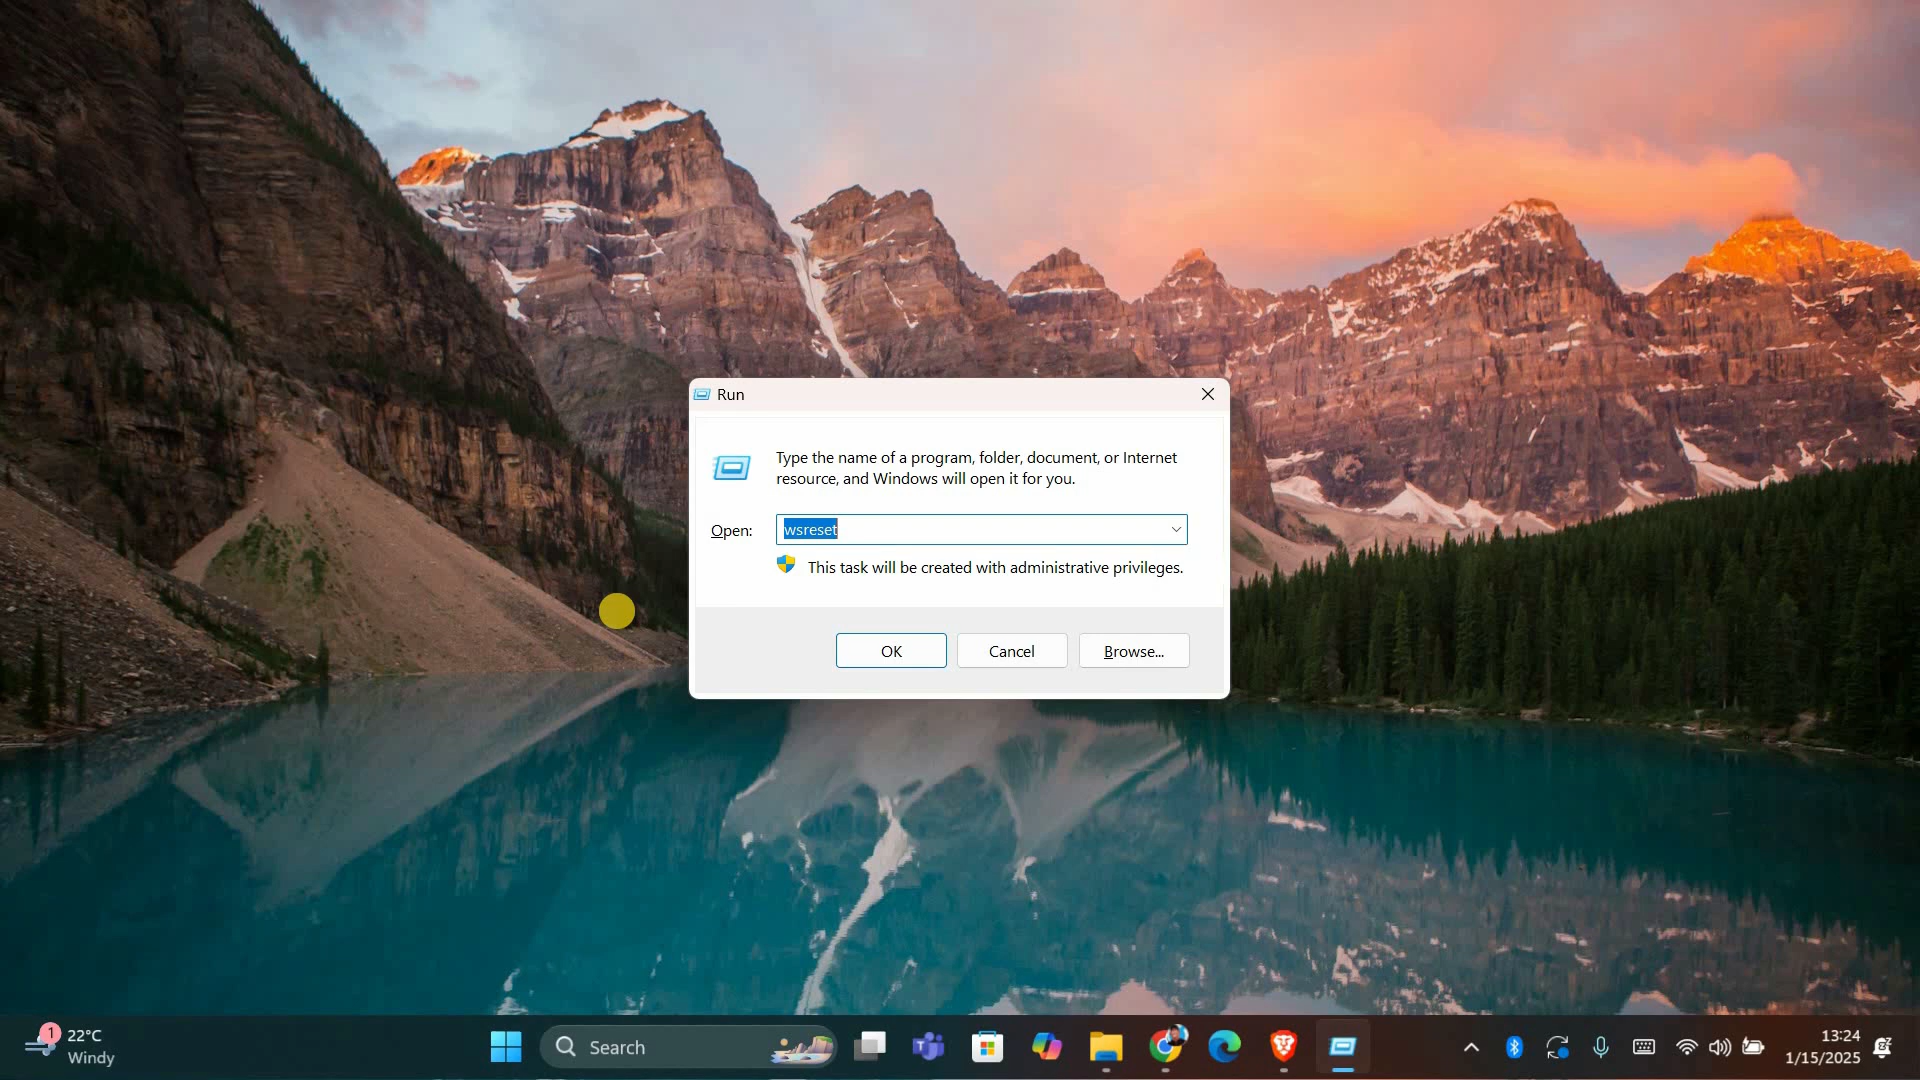 Run
Type the name of a program, folder, document, or Internet
resource, and Windows will open it for you.
Open:
wsreset
This task will be created with administrative privileges.
OK
Cancel
Browse...
1
22°C
Windy
Search
13:24
1/15/2025